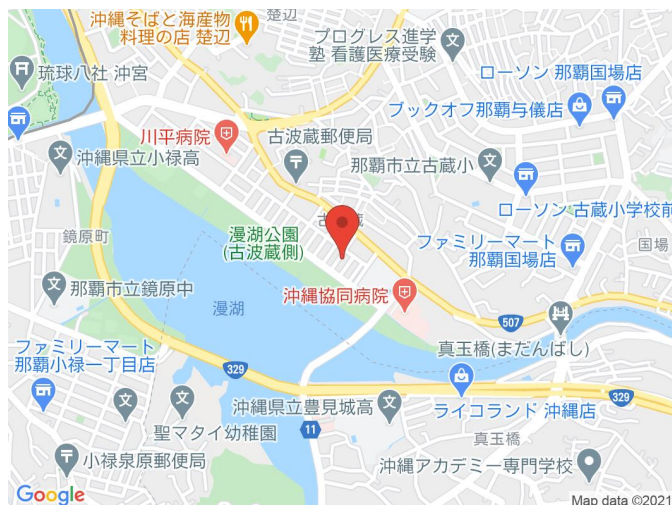 沖縄そばと海産物
料理の店 楚辺
プログレス進学
塾 看護医療受験
琉球八社 沖宮
ローソン 那覇国場店
川平病院
ブックオフ那覇与儀店
古波蔵郵便局
沖縄県立小禄高
那覇市立古蔵小
ローソン 古蔵小学校前
漫湖公園
(古波蔵側)
鏡原町
ファミリーマート
那覇国場店
国場
那覇市立鏡原中
漫湖
沖縄協同病院
507
真玉橋(まだんばし)
ファミリーマート
那覇小禄一丁目店
329
ライコランド 沖縄店
329
聖マタイ幼稚園
沖縄県立豊見城高
11
真玉橋
小禄泉原郵便局
沖縄アカデミー専門学校
Google
Map data ©2021